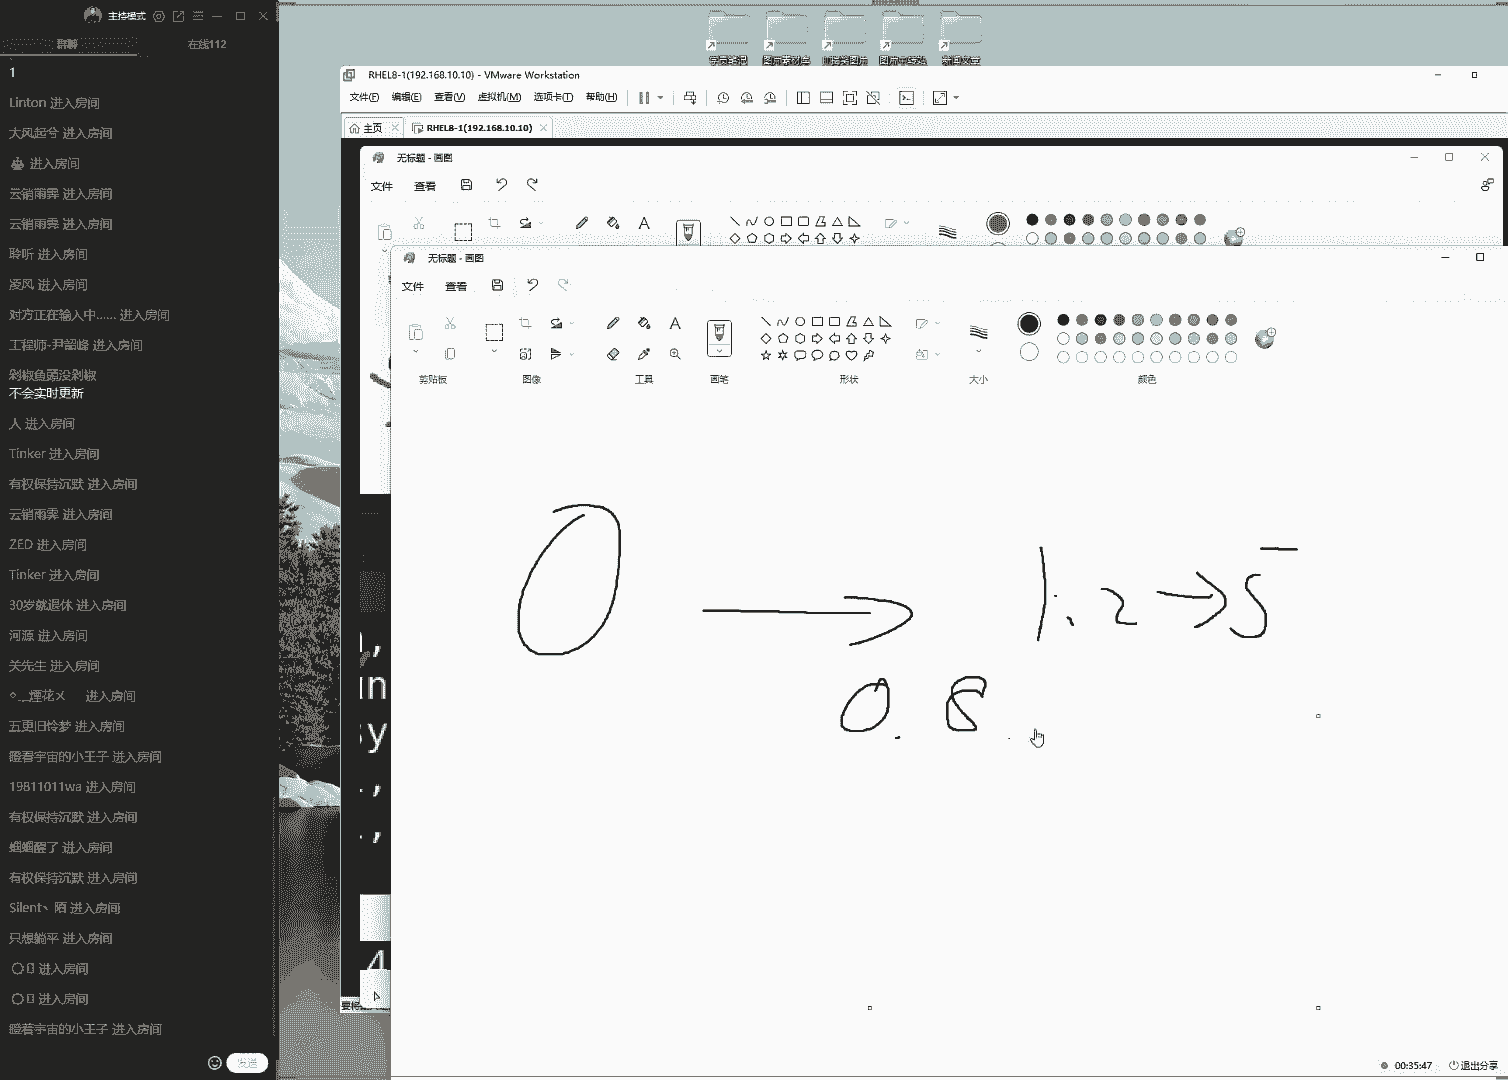 主持模式
群聊
在线112
1
Linton 进入房间
大风起兮 进入房间
进入房间
云销雨霁 进入房间
云销雨霁 进入房间
聆听 进入房间
凌风 进入房间
对方正在输入中...... 进入房间
工程师-尹韶峰 进入房间
剁椒鱼頭没剁椒
不会实时更新
人 进入房间
Tinker 进入房间
有权保持沉默 进入房间
云销雨霁 进入房间
ZED 进入房间
Tinker 进入房间
30岁就退休 进入房间
河源 进入房间
关先生 进入房间
进入房间
五更旧怜梦 进入房间
瞪着宇宙的小王子 进入房间
19811011wa 进入房间
有权保持沉默 进入房间
蝈蝈醒了 进入房间
有权保持沉默 进入房间
Silent丶陌 进入房间
只想躺平 进入房间
进入房间
进入房间
瞪着宇宙的小王子 进入房间
发送
RHEL8-1(192.168.10.10) - VMware Workstation
文件(F) 编辑(E) 查看(V) 虚拟机(M) 选项卡(T) 帮助(H)
主页 RHEL8-1(192.168.10.10)
无标题 - 画图
文件 查看
无标题 - 画图
文件 查看
剪贴板 图像 工具 画笔 形状 大小 颜色
0 → 1. 2 → 5
0. 8.
,
in
sy
4
00:35:47 退出分享